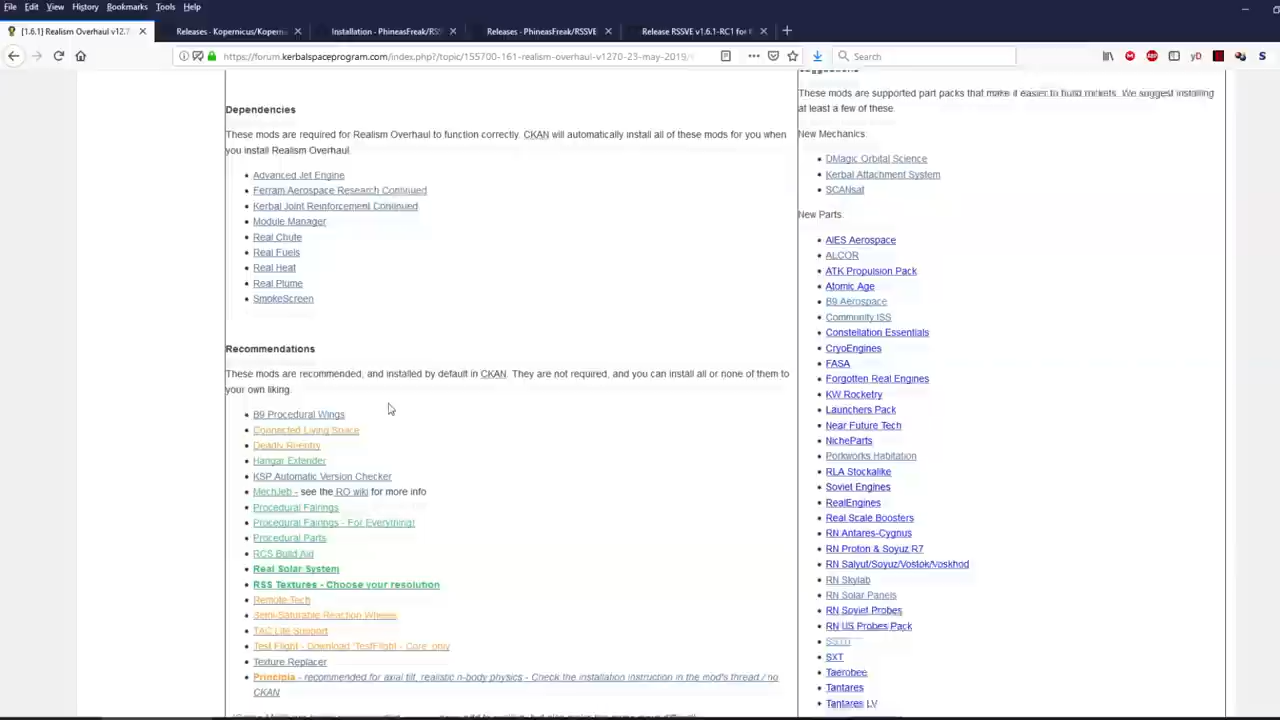 File Edit View History Bookmarks Tools Help
[1.6.1] Realism Overhaul v12.7
Releases - Kopernicus/Koperni
Installation - PhineasFreak/RSS
Releases - PhineasFreak/RSSVE
Release RSSVE v1.6.1-RC1 for
https://forum.kerbalspaceprogram.com/index.php?/topic/155700-161-realism-overhaul-v1270-23-may-2019/
Search
Dependencies
These mods are required for Realism Overhaul to function correctly. CKAN will automatically install all of these mods for you when
you install Realism Overhaul.
Advanced Jet Engine
Ferram Aerospace Research Continued
Kerbal Joint Reinforcement Continued
Module Manager
Real Chute
Real Fuels
Real Heat
Real Plume
SmokeScreen
Recommendations
These mods are recommended, and installed by default in CKAN. They are not required, and you can install all or none of them to
your own liking.
B9 Procedural Wings
Connected Living Space
Deadly Reentry
Hangar Extender
KSP Automatic Version Checker
MechJeb - see the RO wiki for more info
Procedural Fairings
Procedural Fairings - For Everything!
Procedural Parts
RCS Build Aid
Real Solar System
RSS Textures - Choose your resolution
Remote Tech
Semi-Saturable Reaction Wheels
TAC Life Support
Test Flight - Download 'TestFlight - Core' only
Texture Replacer
Principia - recommended for axial tilt, realistic n-body physics - Check the installation instruction in the mod's thread / no
CKAN
Suggestions
These mods are supported part packs that make it easier to build rockets. We suggest installing
at least a few of these.
New Mechanics:
DMagic Orbital Science
Kerbal Attachment System
SCANsat
New Parts:
AIES Aerospace
ALCOR
ATK Propulsion Pack
Atomic Age
B9 Aerospace
Community ISS
Constellation Essentials
CryoEngines
FASA
Forgotten Real Engines
KW Rocketry
Launchers Pack
Near Future Tech
NicheParts
Porkworks Habitation
RLA Stockalike
Soviet Engines
RealEngines
Real Scale Boosters
RN Antares-Cygnus
RN Proton & Soyuz R7
RN Salyut/Soyuz/Vostok/Voskhod
RN Skylab
RN Solar Panels
RN Soviet Probes
RN US Probes Pack
SSTU
SXT
Taerobee
Tantares
Tantares LV